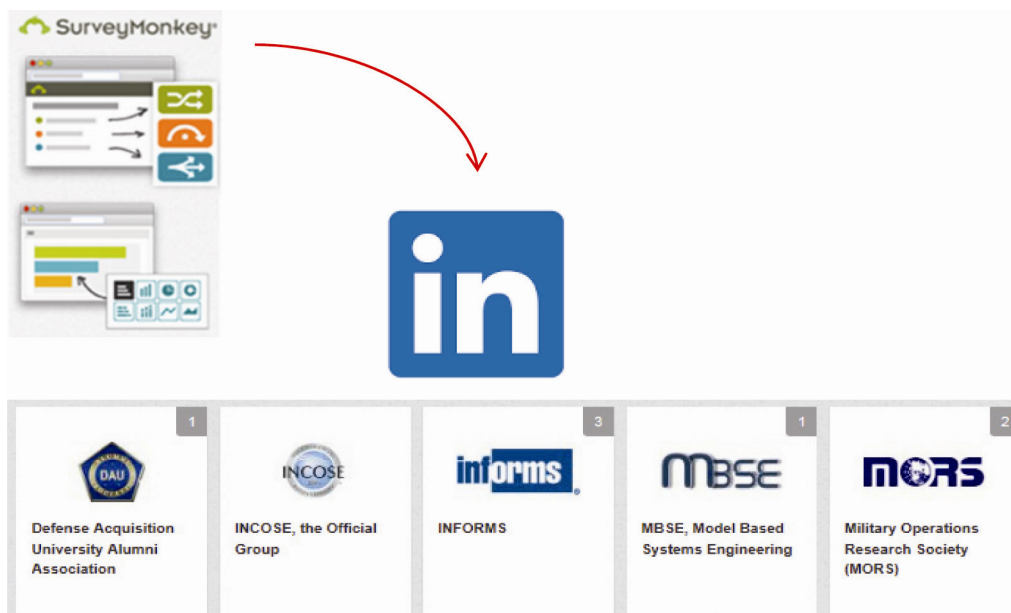 SurveyMonkey®
in
1
3
1
2
DAU
INCOSE
informs®
MBSE
MORS
Defense Acquisition
University Alumni
Association
INCOSE, the Official
Group
INFORMS
MBSE, Model Based
Systems Engineering
Military Operations
Research Society
(MORS)